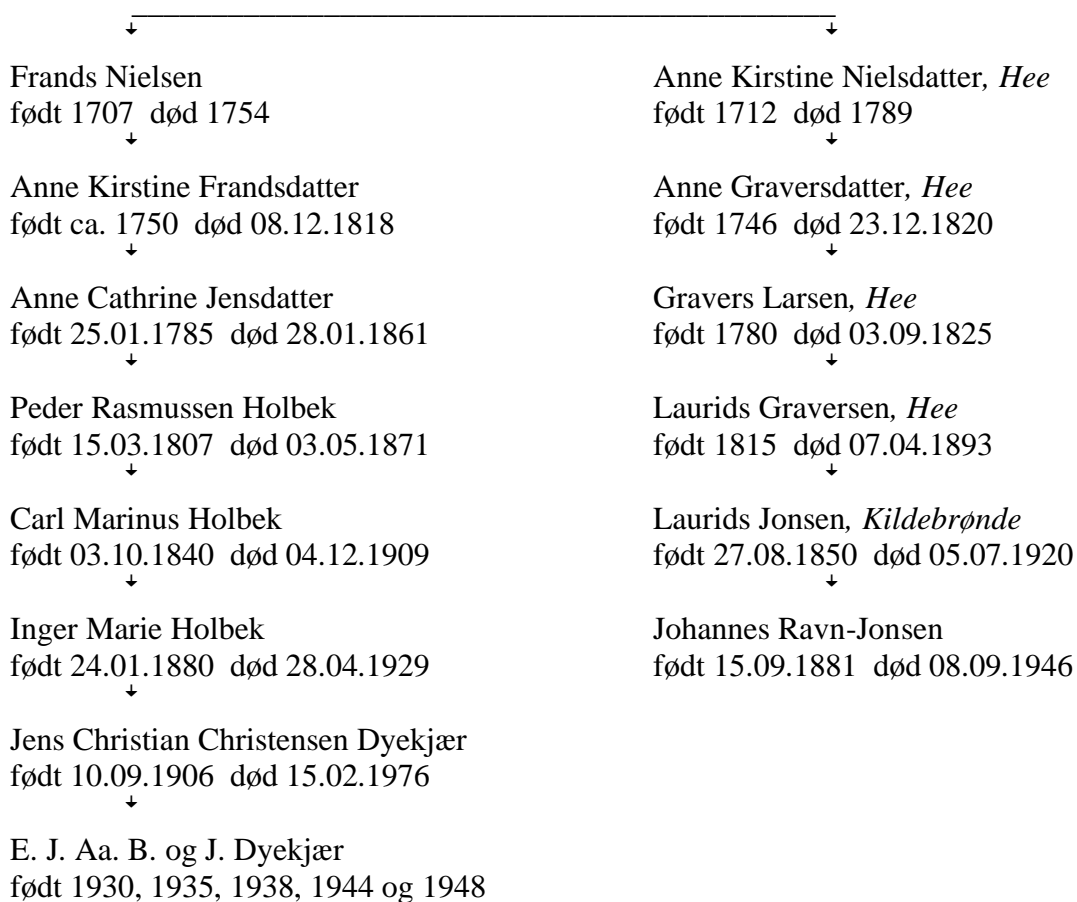 Frands Nielsen
født 1707  død 1754
Anne Kirstine Frandsdatter
født ca. 1750  død 08.12.1818
Anne Cathrine Jensdatter
født 25.01.1785  død 28.01.1861
Peder Rasmussen Holbek
født 15.03.1807  død 03.05.1871
Carl Marinus Holbek
født 03.10.1840  død 04.12.1909
Inger Marie Holbek
født 24.01.1880  død 28.04.1929
Jens Christian Christensen Dyekjær
født 10.09.1906  død 15.02.1976
E. J. Aa. B. og J. Dyekjær
født 1930, 1935, 1938, 1944 og 1948
Anne Kirstine Nielsdatter, Hee
født 1712  død 1789
Anne Graversdatter, Hee
født 1746  død 23.12.1820
Gravers Larsen, Hee
født 1780  død 03.09.1825
Laurids Graversen, Hee
født 1815  død 07.04.1893
Laurids Jonsen, Kildebrønde
født 27.08.1850  død 05.07.1920
Johannes Ravn-Jonsen
født 15.09.1881  død 08.09.1946